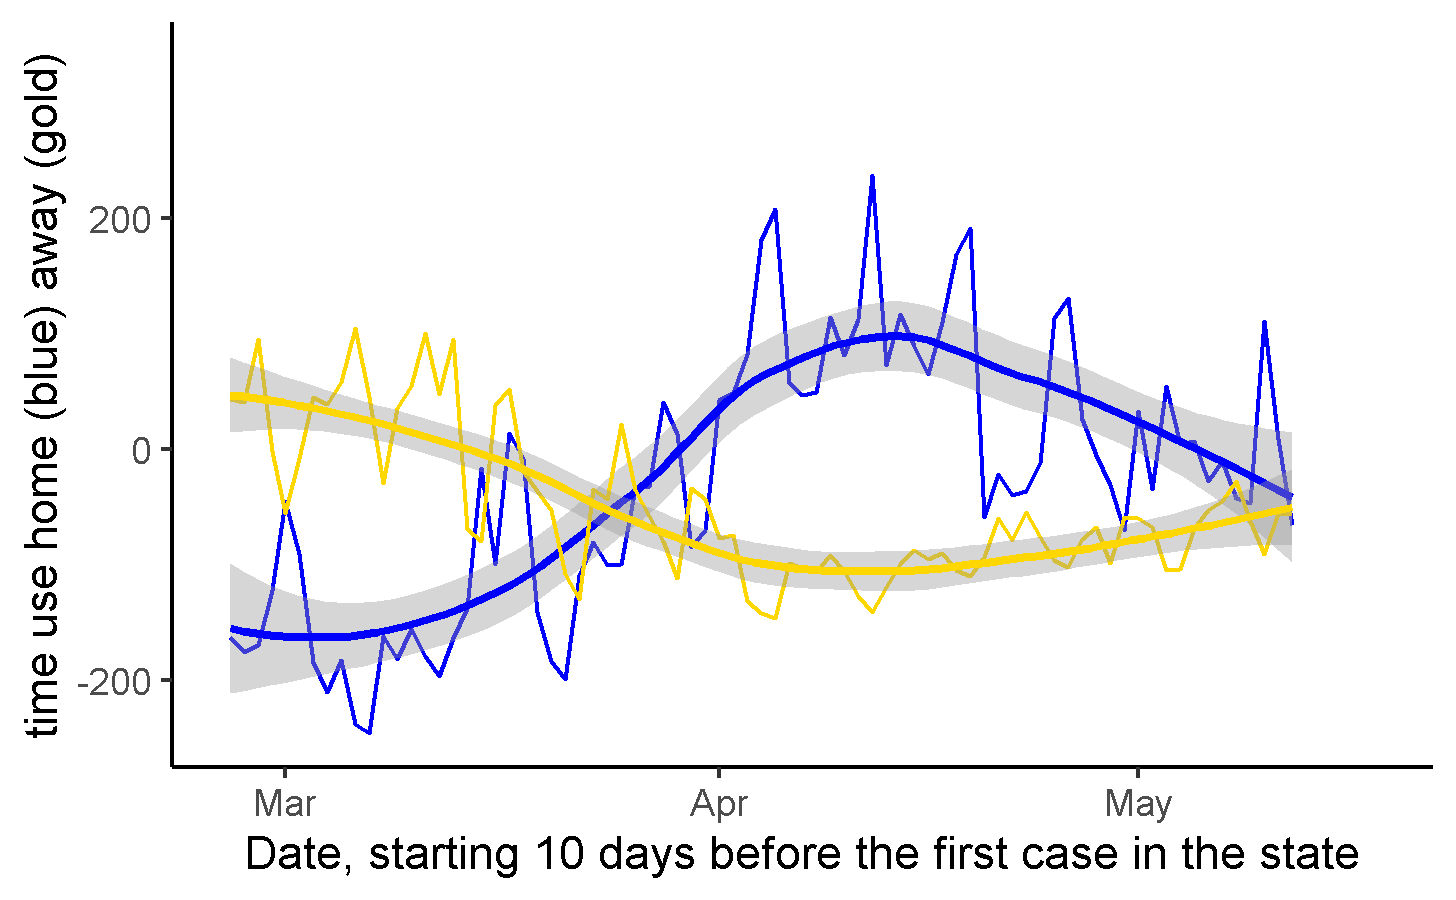 time use home (blue) away (gold)
200
0
-200
Mar
Apr
May
Date, starting 10 days before the first case in the state